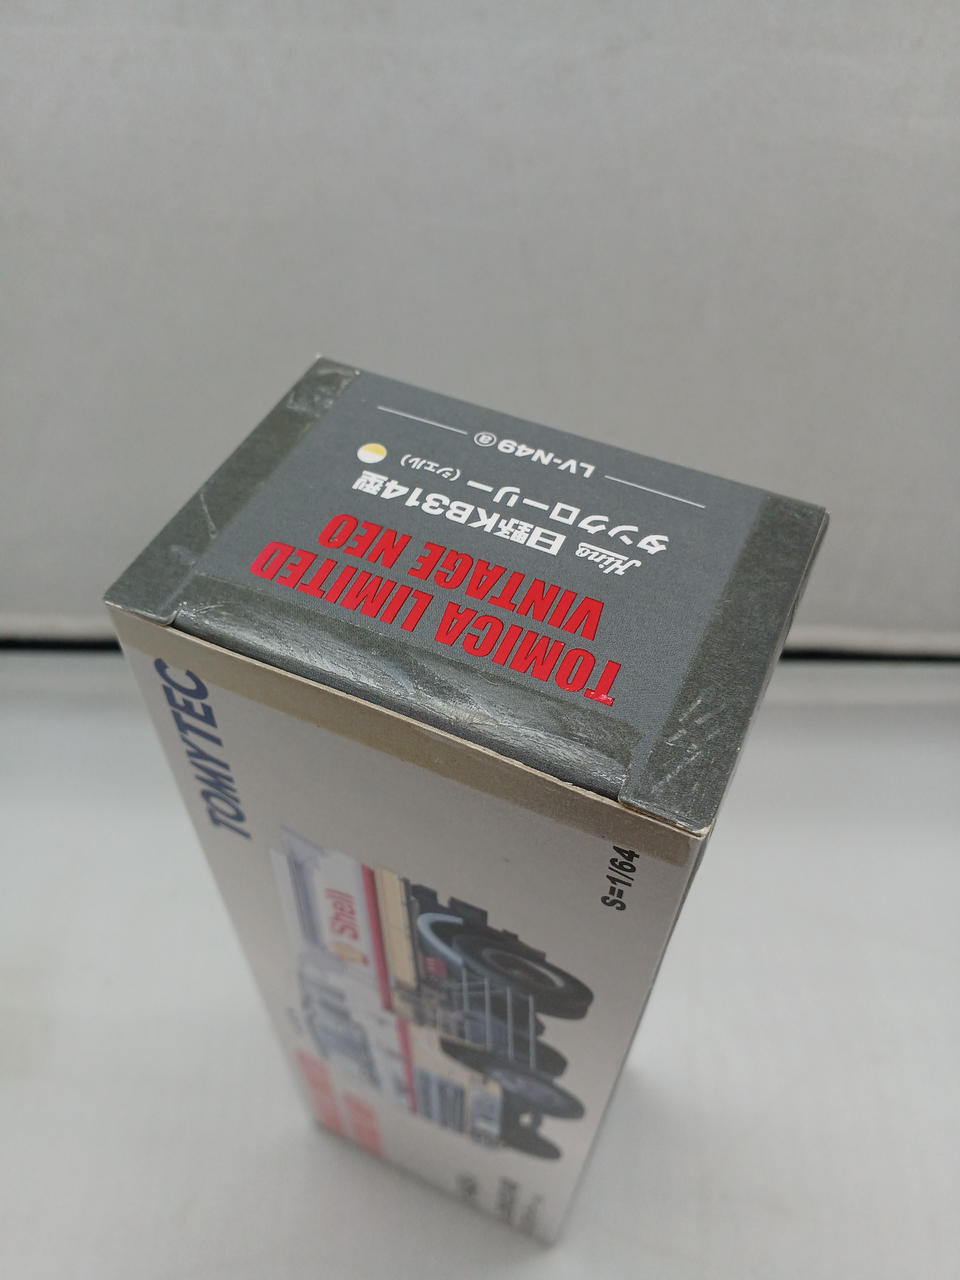 TOMICA LIMITED
VINTAGE NEO
Hino 日野KB314型
タンクローリー (シェル)
LV-N49 ⓐ
TOMYTEC
S=1/64
Shell